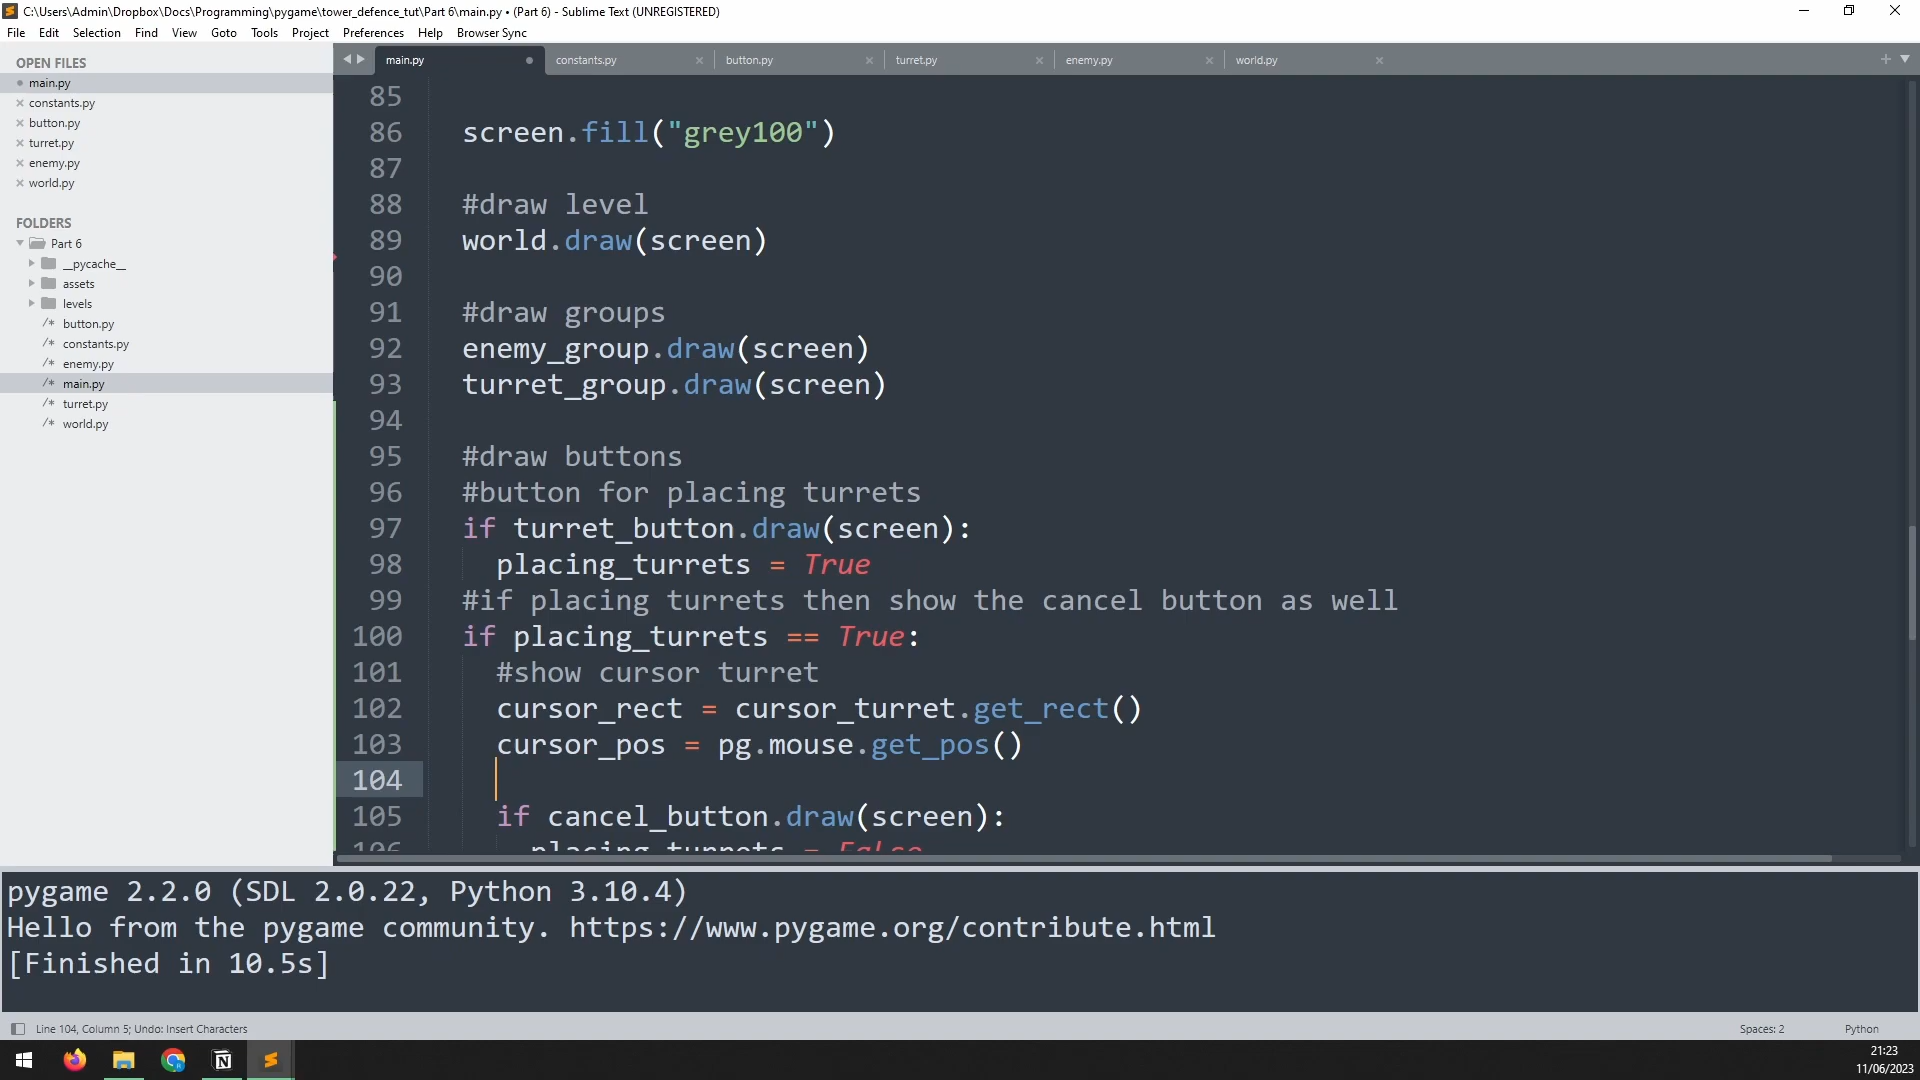 C:\Users\Admin\Dropbox\Docs\Programming\pygame\tower_defence_tut\Part 6\main.py • (Part 6) - Sublime Text (UNREGISTERED)
File Edit Selection Find View Goto Tools Project Preferences Help Browser Sync
OPEN FILES
main.py
constants.py
button.py
turret.py
enemy.py
world.py
FOLDERS
Part 6
__pycache__
assets
levels
/* button.py
/* constants.py
/* enemy.py
/* main.py
/* turret.py
/* world.py
main.py constants.py button.py turret.py enemy.py world.py
85
86 screen.fill("grey100")
87
88 #draw level
89 world.draw(screen)
90
91 #draw groups
92 enemy_group.draw(screen)
93 turret_group.draw(screen)
94
95 #draw buttons
96 #button for placing turrets
97 if turret_button.draw(screen):
98 placing_turrets = True
99 #if placing turrets then show the cancel button as well
100 if placing_turrets == True:
101 #show cursor turret
102 cursor_rect = cursor_turret.get_rect()
103 cursor_pos = pg.mouse.get_pos()
104
105 if cancel_button.draw(screen):
106 placing_turrets = False
pygame 2.2.0 (SDL 2.0.22, Python 3.10.4)
Hello from the pygame community. https://www.pygame.org/contribute.html
[Finished in 10.5s]
Line 104, Column 5; Undo: Insert Characters Spaces: 2 Python
21:23
11/06/2023